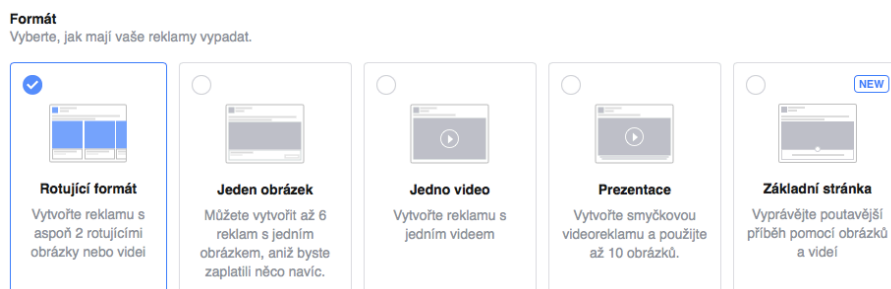 Formát
Vyberte, jak mají vaše reklamy vypadat.
Rotující formát
Vytvořte reklamu s
aspoň 2 rotujícími
obrázky nebo videi
Jeden obrázek
Můžete vytvořit až 6
reklam s jedním
obrázkem, aniž byste
zaplatili něco navíc.
Jedno video
Vytvořte reklamu s
jedním videem
Prezentace
Vytvořte smyčkovou
videoreklamu a použijte
až 10 obrázků.
NEW
Základní stránka
Vyprávějte poutavější
příběh pomocí obrázků
a videí